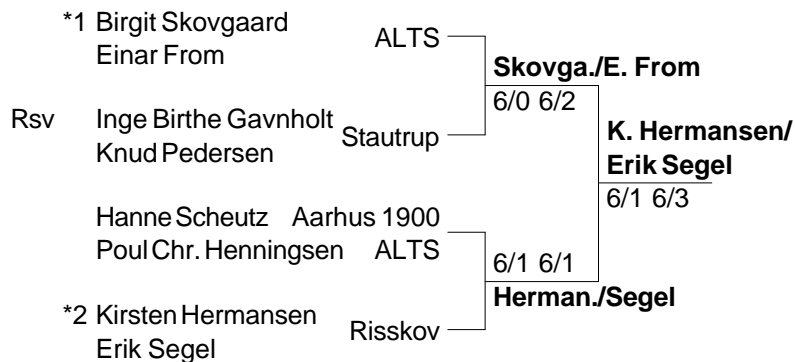 *1 Birgit Skovgaard ALTS
Einar From
Skovga./E. From
6/0 6/2
Rsv Inge Birthe Gavnholt Stautrup
Knud Pedersen
K. Hermansen/
Erik Segel
6/1 6/3
Hanne Scheutz Aarhus 1900
Poul Chr. Henningsen ALTS
6/1 6/1
Herman./Segel
*2 Kirsten Hermansen Risskov
Erik Segel